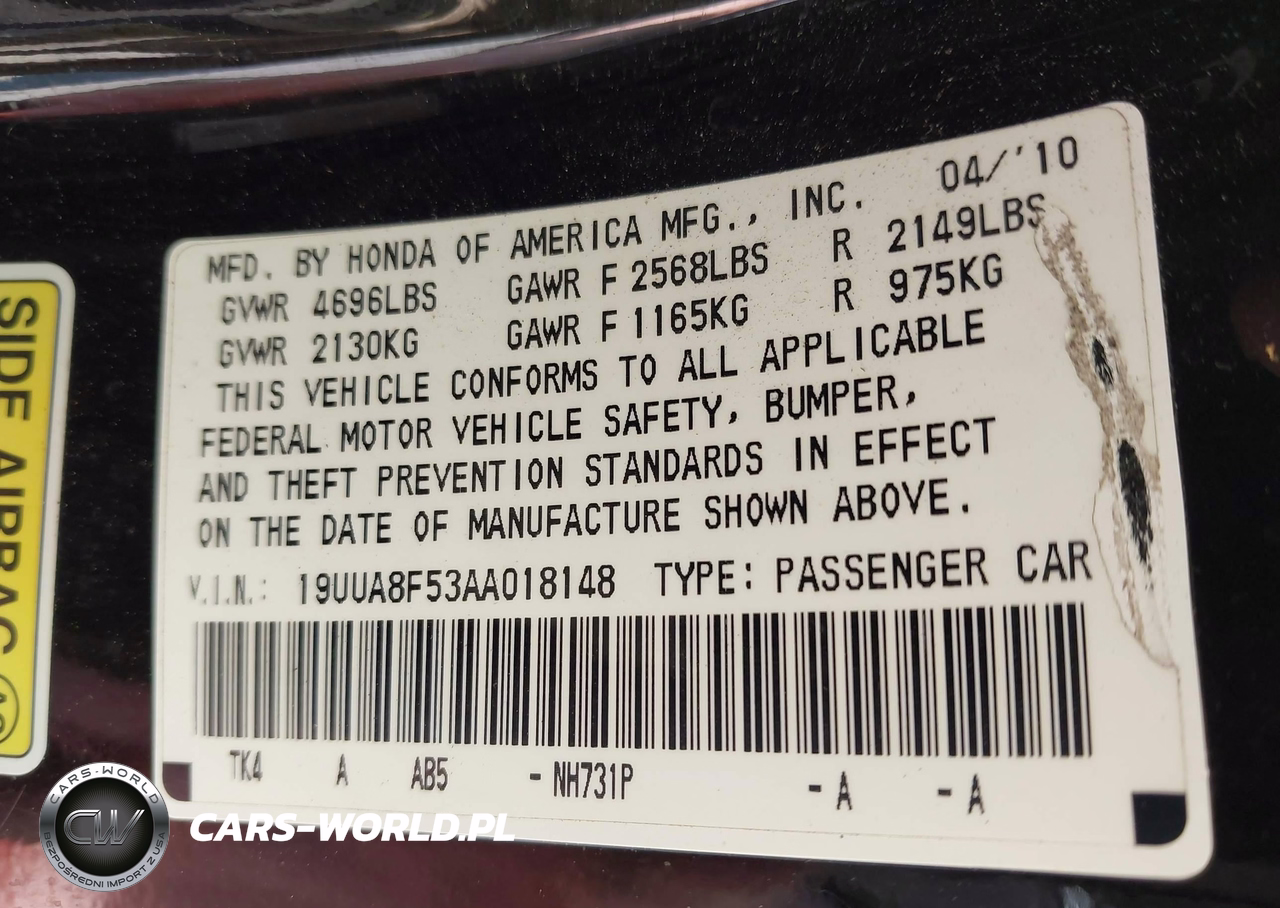 MFD. BY HONDA OF AMERICA MFG., INC. 04/'10
GVWR 4696LBS GAWR F 2568LBS R 2149LBS
GVWR 2130KG GAWR F 1165KG R 975KG
THIS VEHICLE CONFORMS TO ALL APPLICABLE
FEDERAL MOTOR VEHICLE SAFETY, BUMPER,
AND THEFT PREVENTION STANDARDS IN EFFECT
ON THE DATE OF MANUFACTURE SHOWN ABOVE.
V.I.N.: 19UUA8F53AA018148 TYPE: PASSENGER CAR
TK4 A AB5 - NH731P - A - A
SIDE AIRBAG
CARS-WORLD
CW
BEZPOŚREDNI IMPORT Z USA
CARS-WORLD.PL